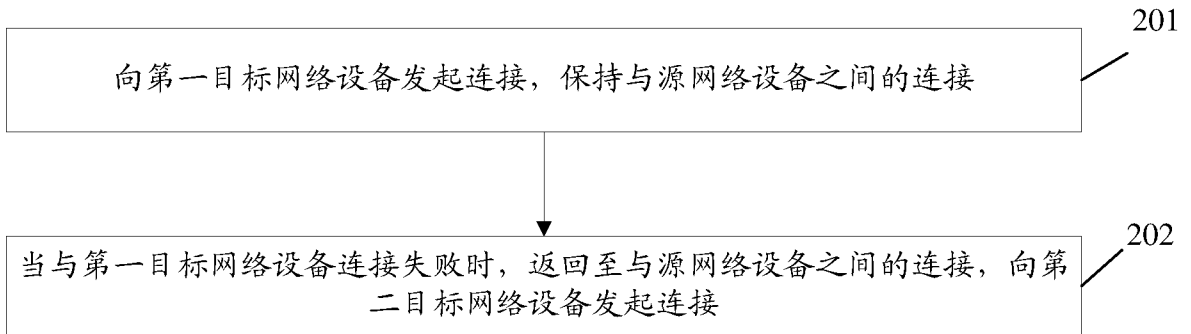 201
向第一目标网络设备发起连接，保持与源网络设备之间的连接
202
当与第一目标网络设备连接失败时，返回至与源网络设备之间的连接，向第
二目标网络设备发起连接